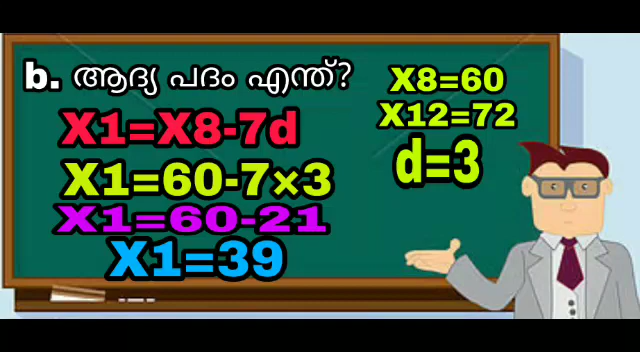 b. ആദ്യ പദം എന്ത്?
X1=X8-7d
X1=60-7×3
X1=60-21
X1=39
X8=60
X12=72
d=3